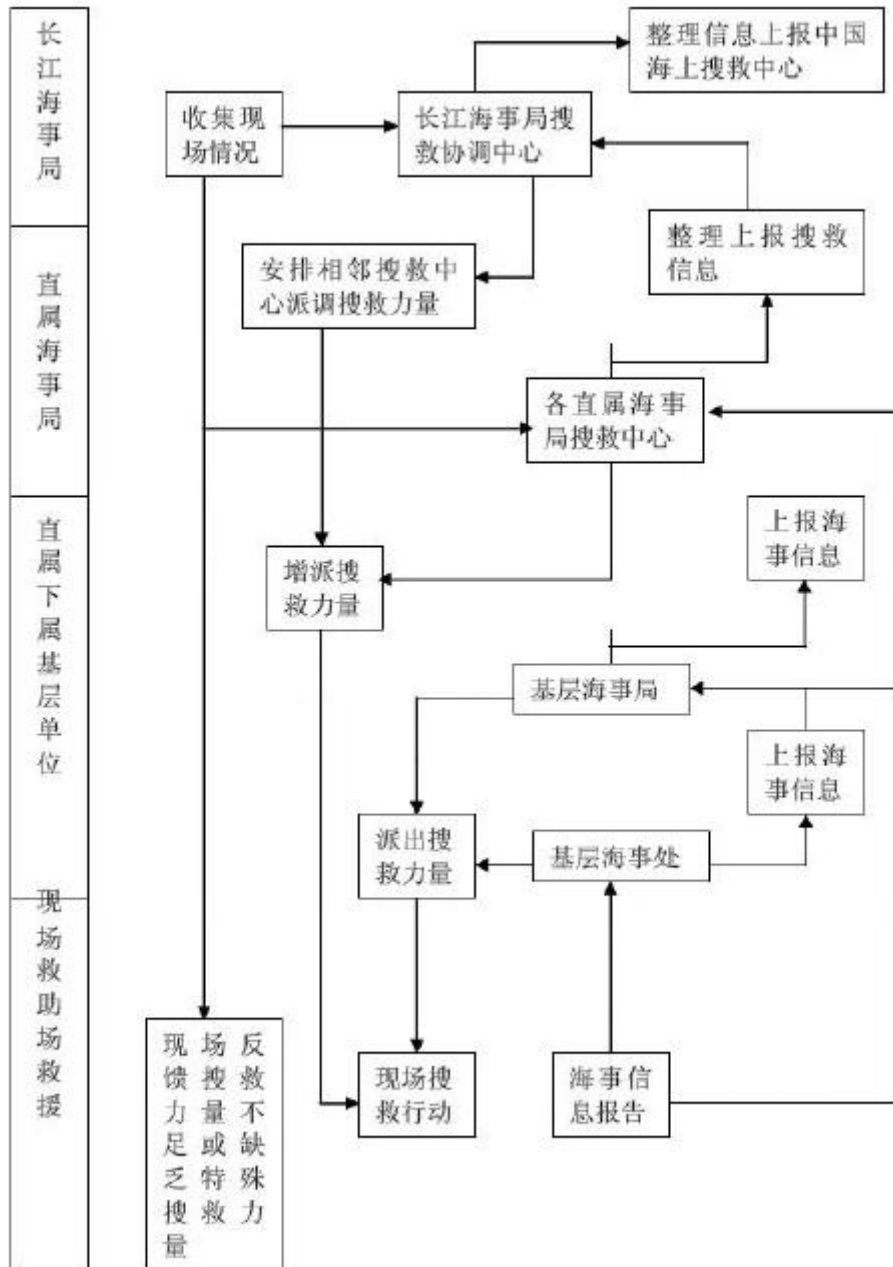 长江海事局
直属海事局
直属下属基层单位
现场救助场救援
整理信息上报中国
海上搜救中心
收集现
场情况
长江海事局搜
救协调中心
整理上报搜救
信息
安排相邻搜救中
心派调搜救力量
各直属海事
局搜救中心
上报海
事信息
增派搜
救力量
基层海事局
上报海
事信息
派出搜
救力量
基层海事处
现场反
馈搜救
力量不
足或缺
乏特殊
搜救力
量
现场搜
救行动
海事信
息报告